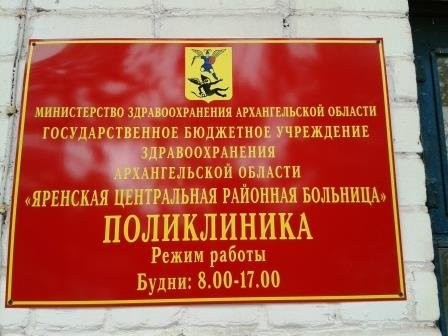 МИНИСТЕРСТВО ЗДРАВООХРАНЕНИЯ АРХАНГЕЛЬСКОЙ ОБЛАСТИ
ГОСУДАРСТВЕННОЕ БЮДЖЕТНОЕ УЧРЕЖДЕНИЕ
ЗДРАВООХРАНЕНИЯ
АРХАНГЕЛЬСКОЙ ОБЛАСТИ
«ЯРЕНСКАЯ ЦЕНТРАЛЬНАЯ РАЙОННАЯ БОЛЬНИЦА»
ПОЛИКЛИНИКА
Режим работы
Будни: 8.00-17.00